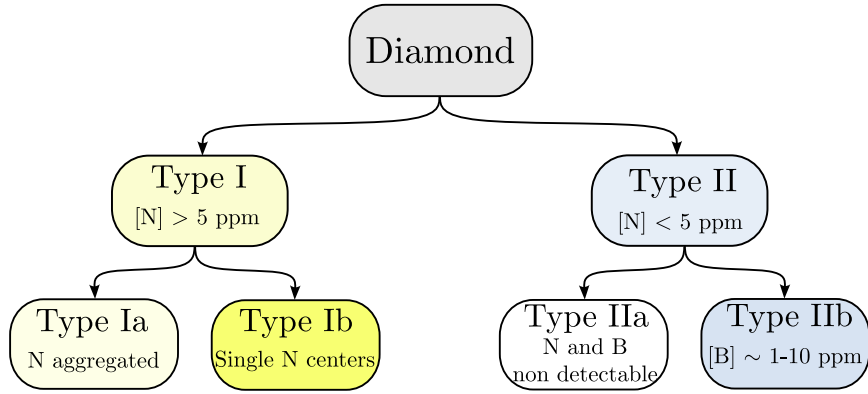 Diamond
Type I
[N] > 5 ppm
Type II
[N] < 5 ppm
Type Ia
N aggregated
Type Ib
Single N centers
Type IIa
N and B
non detectable
Type IIb
[B] ∼ 1-10 ppm